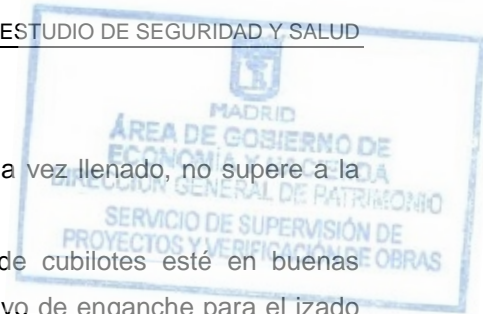 ESTUDIO DE SEGURIDAD Y SALUD
MADRID
ÁREA DE GOBIERNO DE
ECONOMÍA Y HACIENDA
a vez llenado, no supere a la
DIRECCIÓN GENERAL DE PATRIMONIO
SERVICIO DE SUPERVISIÓN DE
PROYECTOS Y VERIFICACIÓN DE OBRAS
de cubilotes esté en buenas
vo de enganche para el izado